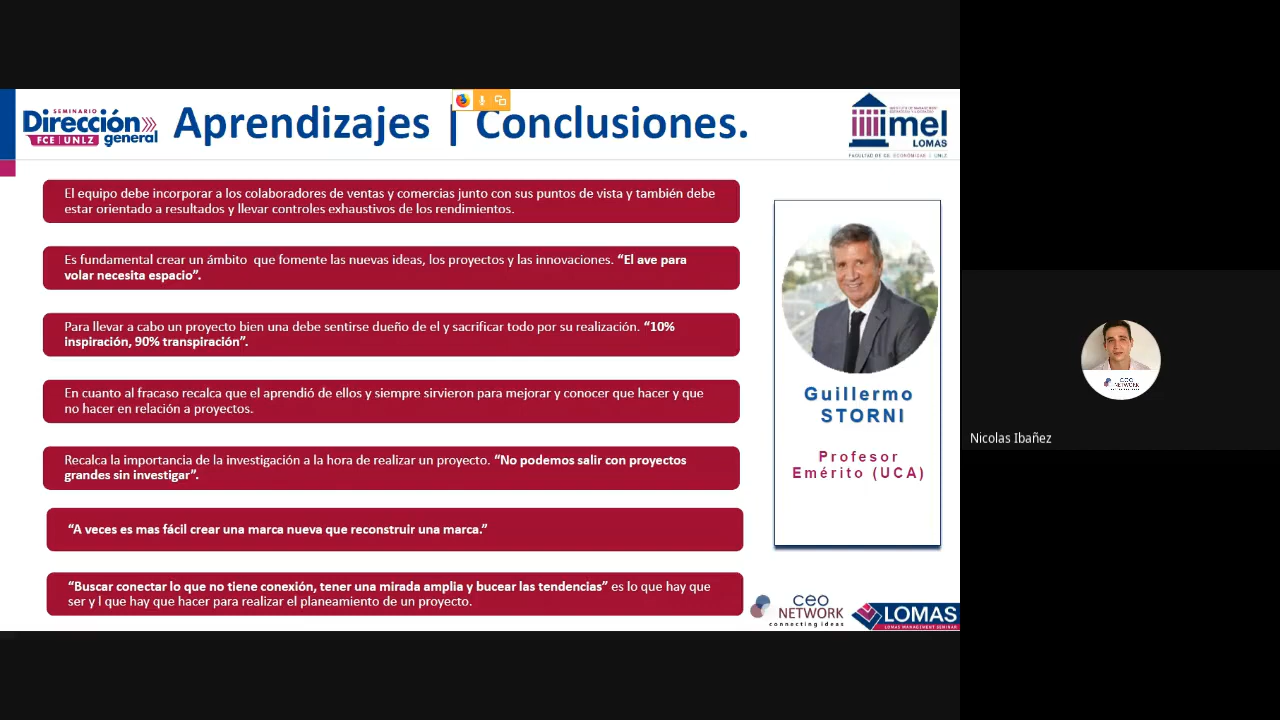 SEMINARIO
Dirección
general
FCE | UNLZ
Aprendizajes | Conclusiones.
imel
LOMAS
El equipo debe incorporar a los colaboradores de ventas y comercias junto con sus puntos de vista y también debe
estar orientado a resultados y llevar controles exhaustivos de los rendimientos.
Es fundamental crear un ámbito que fomente las nuevas ideas, los proyectos y las innovaciones. “El ave para
volar necesita espacio”.
Para llevar a cabo un proyecto bien una debe sentirse dueño de el y sacrificar todo por su realización. “10%
inspiración, 90% transpiración”.
En cuanto al fracaso recalca que el aprendió de ellos y siempre sirvieron para mejorar y conocer que hacer y que
no hacer en relación a proyectos.
Recalca la importancia de la investigación a la hora de realizar un proyecto. “No podemos salir con proyectos
grandes sin investigar”.
“A veces es mas fácil crear una marca nueva que reconstruir una marca.”
“Buscar conectar lo que no tiene conexión, tener una mirada amplia y bucear las tendencias” es lo que hay que
ser y l que hay que hacer para realizar el planeamiento de un proyecto.
Guillermo
STORNI
Profesor
Emérito (UCA)
ceo
NETWORK
connecting ideas
LOMAS
LOMAS MANAGEMENT SEMINAR
ceo
NETWORK
Nicolas Ibañez